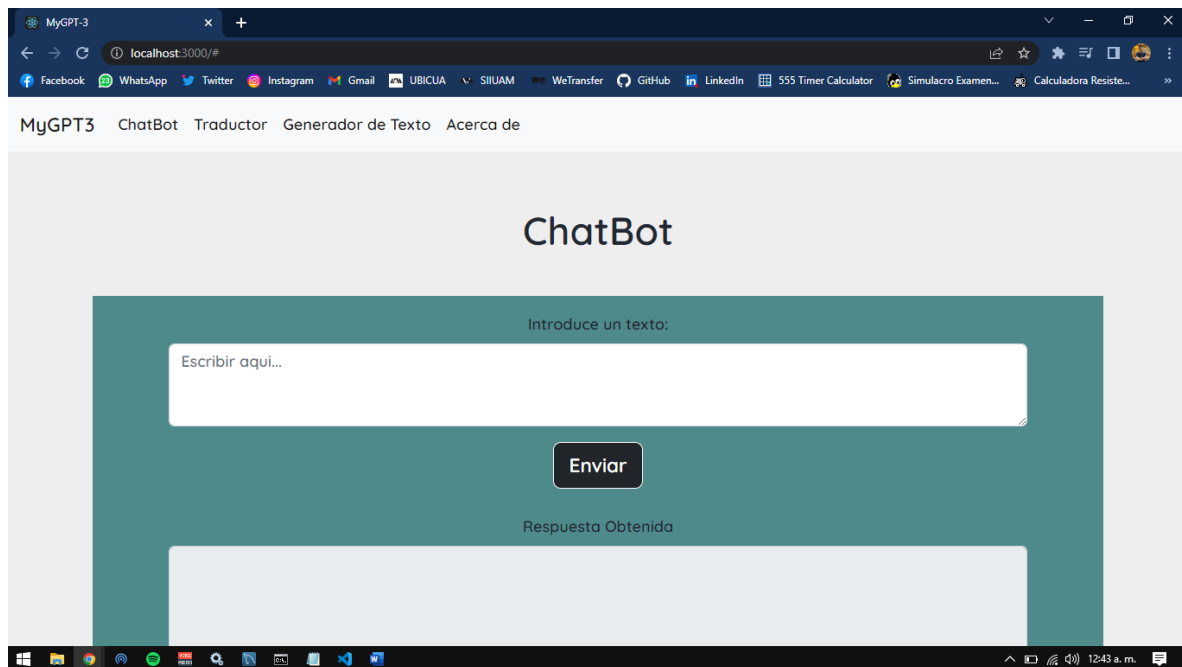 MyGPT-3
localhost:3000/#
Facebook 23 WhatsApp Twitter Instagram Gmail UBICUA SIIUAM WeTransfer GitHub LinkedIn 555 Timer Calculator Simulacro Examen... Calculadora Resiste... »
MyGPT3 ChatBot Traductor Generador de Texto Acerca de
ChatBot
Introduce un texto:
Escribir aqui...
Enviar
Respuesta Obtenida
12:43 a. m.